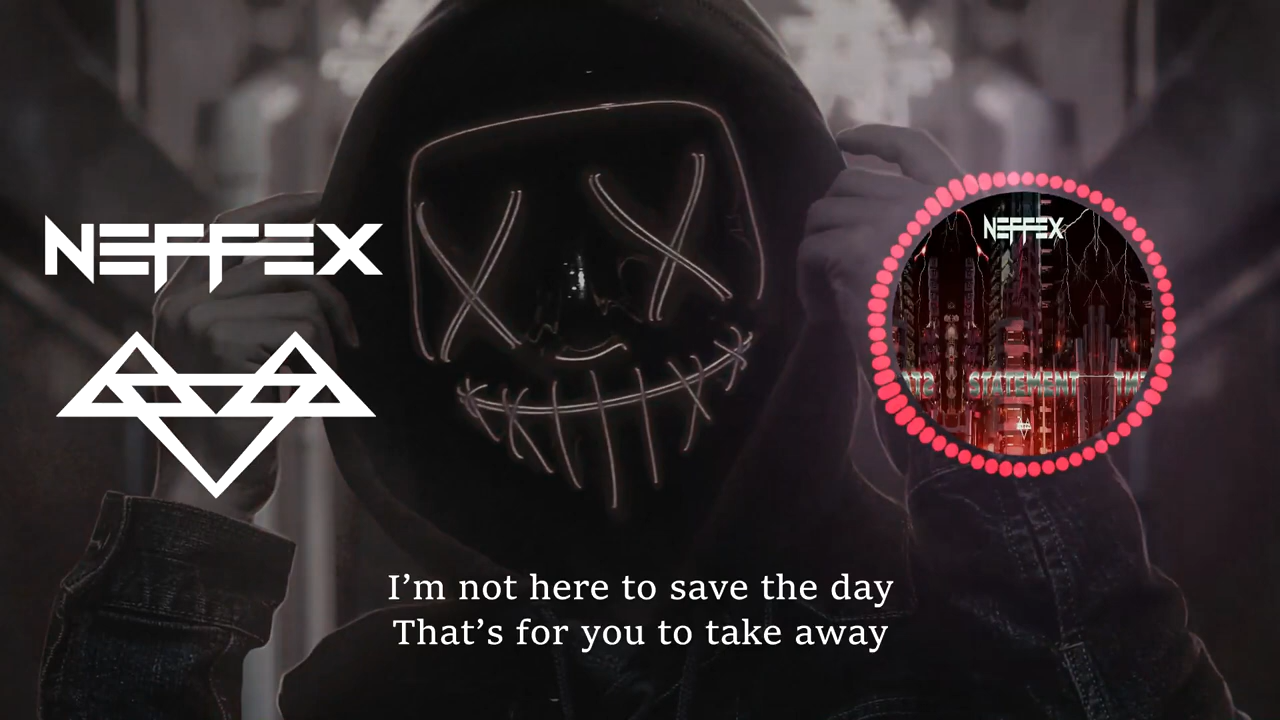 NEFFEX
NEFFEX
STATEMENT
I’m not here to save the day
That’s for you to take away